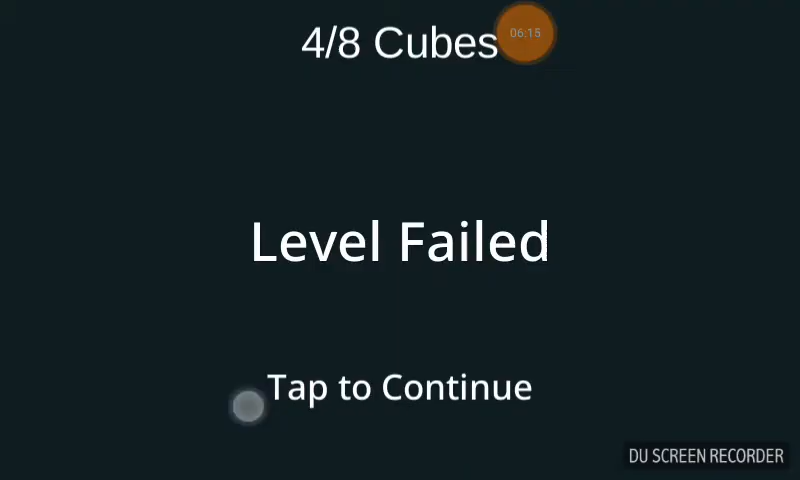 4/8 Cubes
06:15
Level Failed
Tap to Continue
DU SCREEN RECORDER